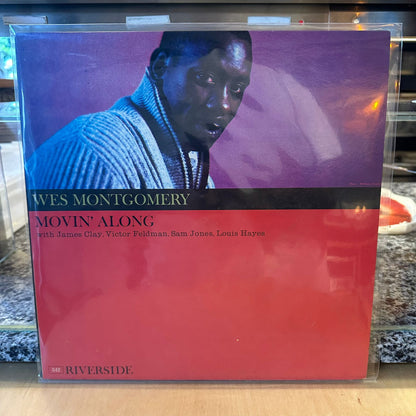 WES MONTGOMERY
MOVIN' ALONG
with James Clay, Victor Feldman, Sam Jones, Louis Hayes
RIVERSIDE